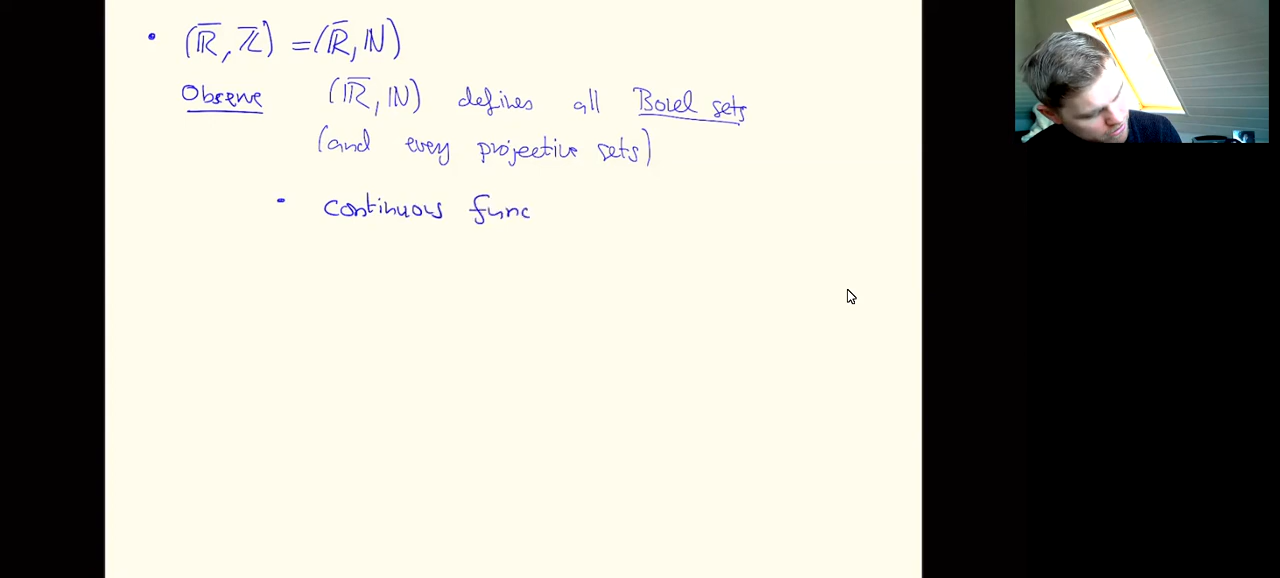 • (ℝ̅, ℤ) = (ℝ̅, ℕ)
Observe (ℝ̅, ℕ) defines all Borel sets
(and every projective sets)
• continuous func